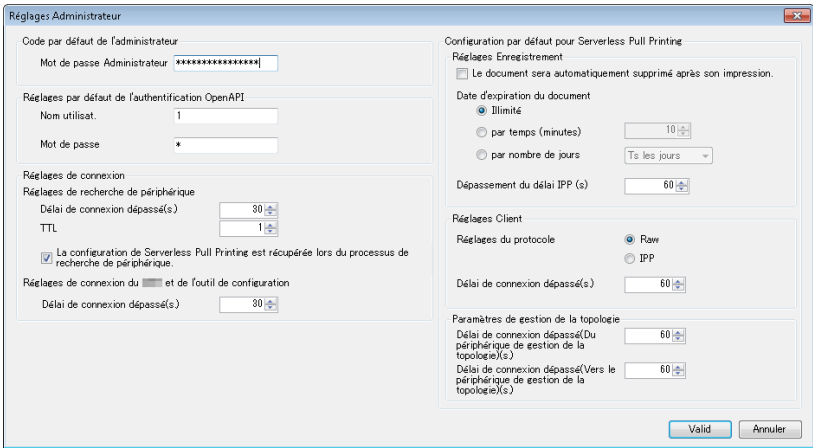 Réglages Administrateur
Code par défaut de l'administrateur
Mot de passe Administrateur ****************
Réglages par défaut de l'authentification OpenAPI
Nom utilisat. 1
Mot de passe *
Réglages de connexion
Réglages de recherche de périphérique
Délai de connexion dépassé(s.) 30
TTL 1
La configuration de Serverless Pull Printing est récupérée lors du processus de
recherche de périphérique.
Réglages de connexion du et de l'outil de configuration
Délai de connexion dépassé(s.) 30
Configuration par défaut pour Serverless Pull Printing
Réglages Enregistrement
Le document sera automatiquement supprimé après son impression.
Date d'expiration du document
Illimité
par temps (minutes) 10
par nombre de jours Ts les jours
Dépassement du délai IPP (s) 60
Réglages Client
Réglages du protocole Raw
IPP
Délai de connexion dépassé(s.) 60
Paramètres de gestion de la topologie
Délai de connexion dépassé(Du 60
périphérique de gestion de la
topologie)(s.)
Délai de connexion dépassé(Vers le 60
périphérique de gestion de la
topologie)(s.)
Valid Annuler